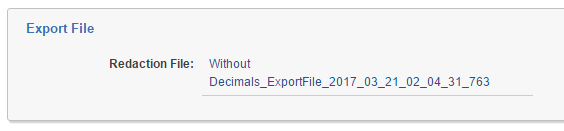 Export File
Redaction File: Without
Decimals_ExportFile_2017_03_21_02_04_31_763